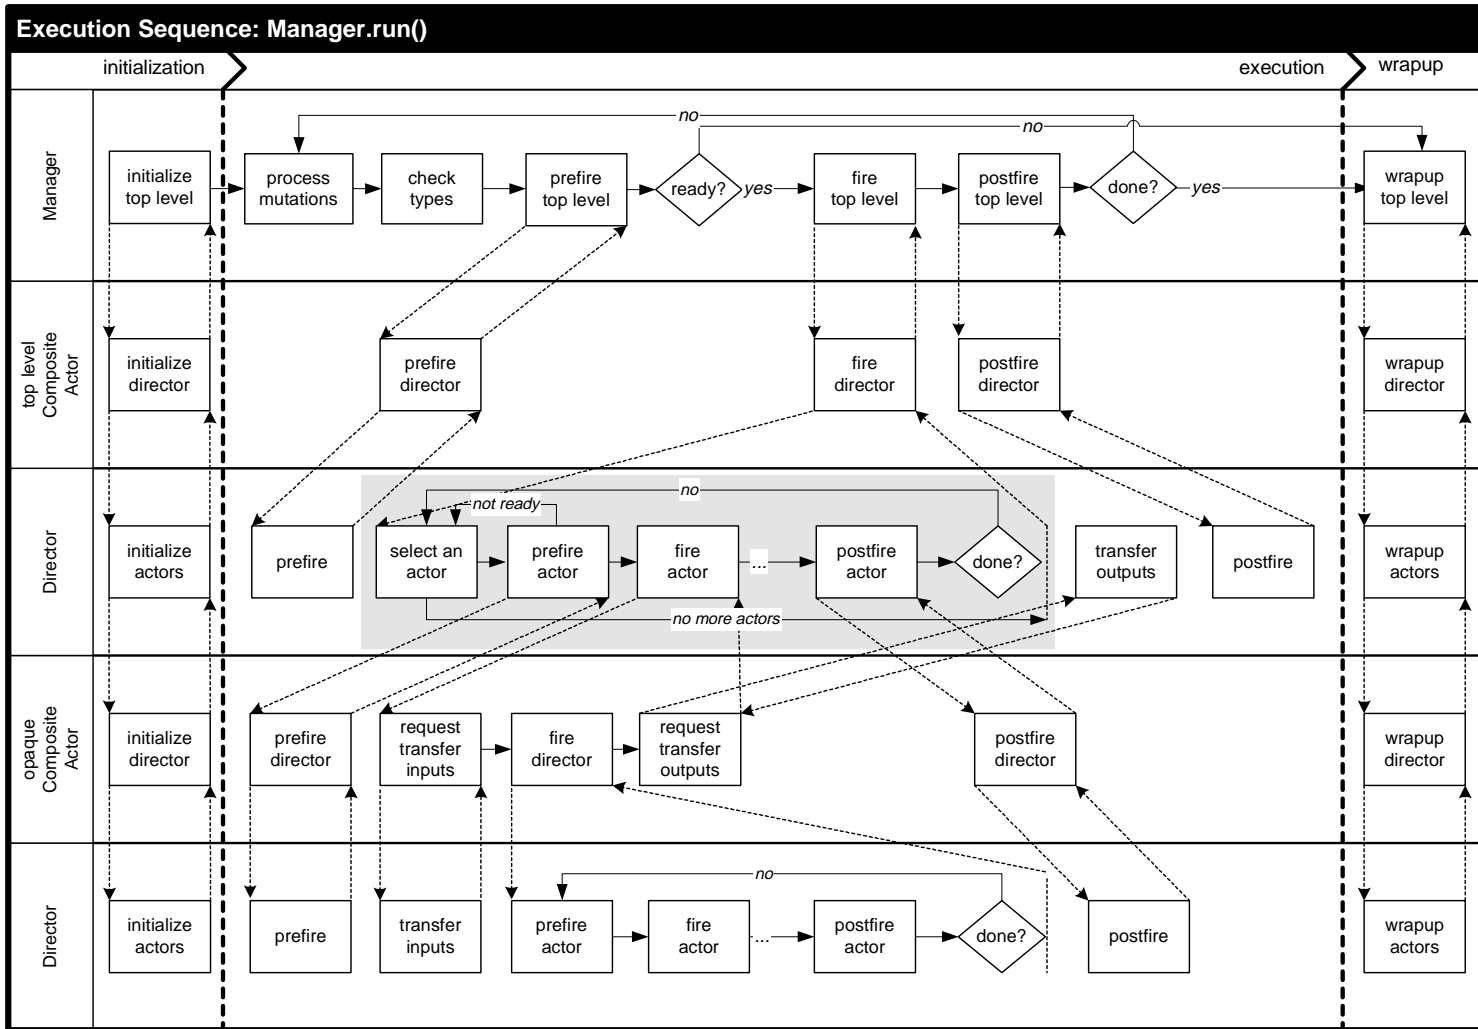 Execution Sequence: Manager.run()
initialization
execution
wrapup
Manager
no
no
initialize
top level
process
mutations
check
types
prefire
top level
ready?
yes
fire
top level
postfire
top level
done?
yes
wrapup
top level
top level
Composite
Actor
initialize
director
prefire
director
fire
director
postfire
director
wrapup
director
Director
no
not ready
initialize
actors
prefire
select an
actor
prefire
actor
fire
actor
...
postfire
actor
done?
transfer
outputs
postfire
wrapup
actors
no more actors
opaque
Composite
Actor
initialize
director
prefire
director
request
transfer
inputs
fire
director
request
transfer
outputs
postfire
director
wrapup
director
Director
no
initialize
actors
prefire
transfer
inputs
prefire
actor
fire
actor
...
postfire
actor
done?
postfire
wrapup
actors